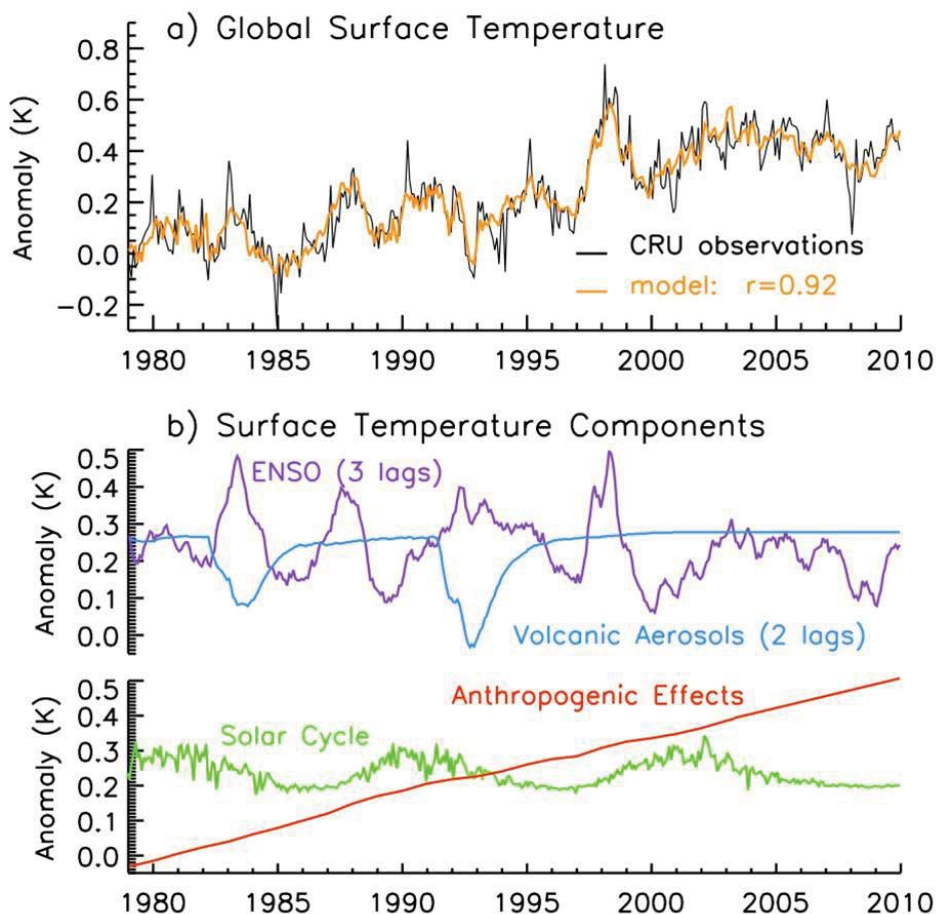 a) Global Surface Temperature
Anomaly (K)
0.8
0.6
0.4
0.2
0.0
−0.2
CRU observations
model: r=0.92
1980 1985 1990 1995 2000 2005 2010
b) Surface Temperature Components
Anomaly (K)
0.5
0.4
0.3
0.2
0.1
0.0
ENSO (3 lags)
Volcanic Aerosols (2 lags)
Anomaly (K)
0.5
0.4
0.3
0.2
0.1
0.0
Anthropogenic Effects
Solar Cycle
1980 1985 1990 1995 2000 2005 2010